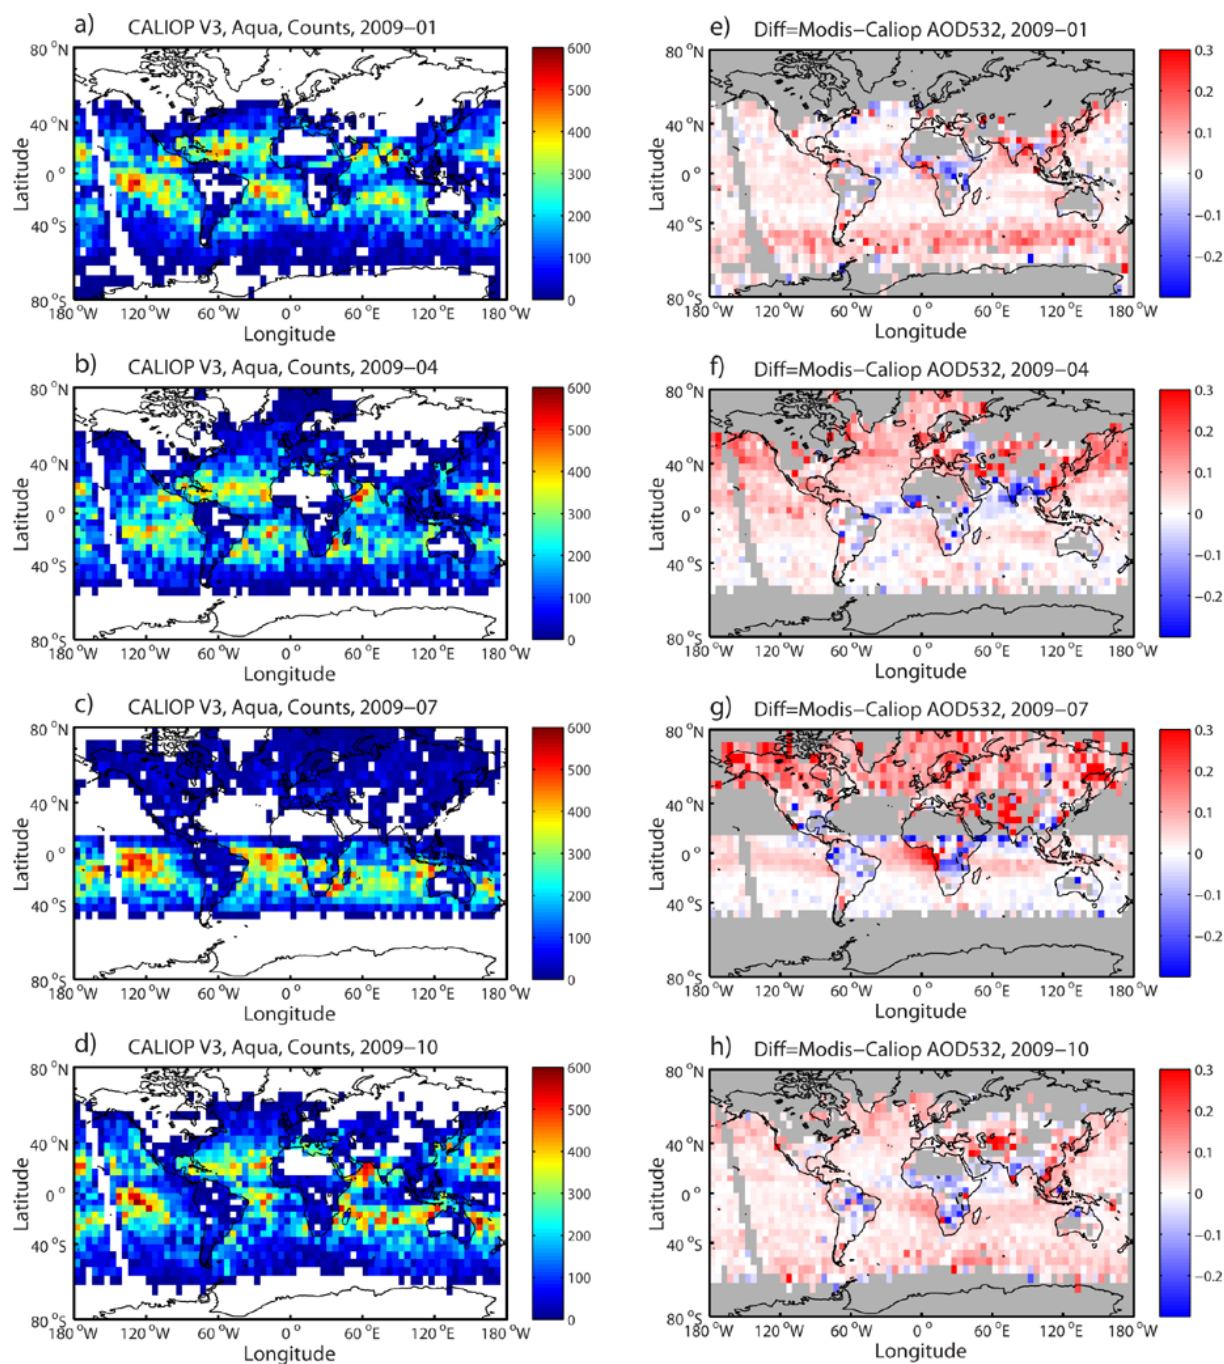 a) CALIOP V3, Aqua, Counts, 2009−01
80 °N
40 °N
0 °
40 °S
80 °S
Latitude
180 °W 120 °W 60 °W 0 ° 60 °E 120 °E 180 °W
Longitude
600
500
400
300
200
100
0
e) Diff=Modis−Caliop AOD532, 2009−01
80 °N
40 °N
0 °
40 °S
80 °S
Latitude
180 °W 120 °W 60 °W 0 ° 60 °E 120 °E 180 °W
Longitude
0.3
0.2
0.1
0
−0.1
−0.2
b) CALIOP V3, Aqua, Counts, 2009−04
80 °N
40 °N
0 °
40 °S
80 °S
Latitude
180 °W 120 °W 60 °W 0 ° 60 °E 120 °E 180 °W
Longitude
600
500
400
300
200
100
0
f) Diff=Modis−Caliop AOD532, 2009−04
80 °N
40 °N
0 °
40 °S
80 °S
Latitude
180 °W 120 °W 60 °W 0 ° 60 °E 120 °E 180 °W
Longitude
0.3
0.2
0.1
0
−0.1
−0.2
c) CALIOP V3, Aqua, Counts, 2009−07
80 °N
40 °N
0 °
40 °S
80 °S
Latitude
180 °W 120 °W 60 °W 0 ° 60 °E 120 °E 180 °W
Longitude
600
500
400
300
200
100
0
g) Diff=Modis−Caliop AOD532, 2009−07
80 °N
40 °N
0 °
40 °S
80 °S
Latitude
180 °W 120 °W 60 °W 0 ° 60 °E 120 °E 180 °W
Longitude
0.3
0.2
0.1
0
−0.1
−0.2
d) CALIOP V3, Aqua, Counts, 2009−10
80 °N
40 °N
0 °
40 °S
80 °S
Latitude
180 °W 120 °W 60 °W 0 ° 60 °E 120 °E 180 °W
Longitude
600
500
400
300
200
100
0
h) Diff=Modis−Caliop AOD532, 2009−10
80 °N
40 °N
0 °
40 °S
80 °S
Latitude
180 °W 120 °W 60 °W 0 ° 60 °E 120 °E 180 °W
Longitude
0.3
0.2
0.1
0
−0.1
−0.2